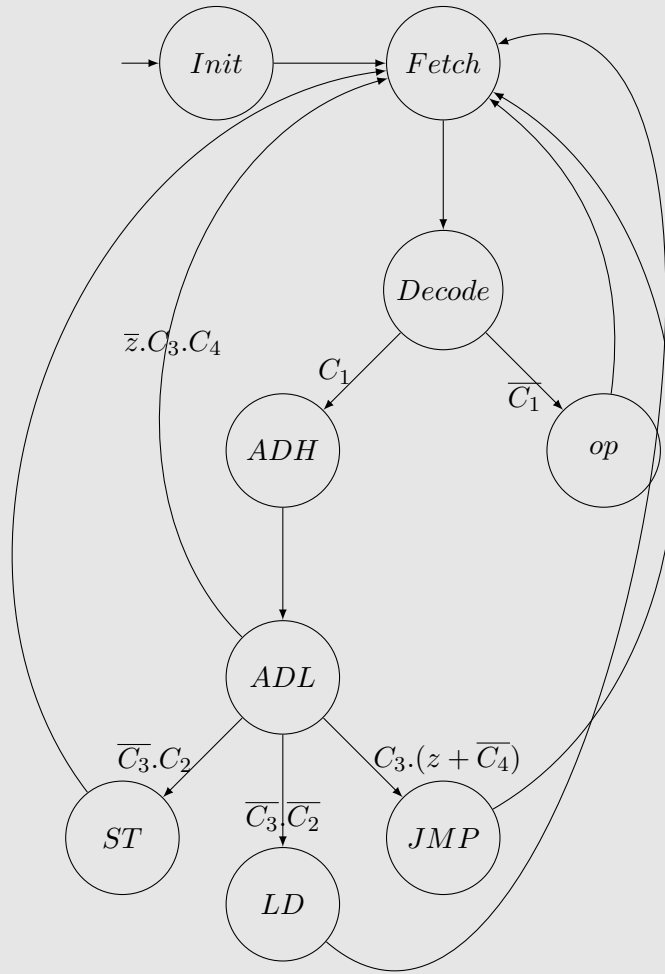 Init
Fetch
Decode
z̅.C₃.C₄
C₁
C̅₁̅
ADH
op
ADL
C̅₃̅.C₂
C₃.(z + C̅₄̅)
C̅₃̅.C̅₂̅
ST
JMP
LD